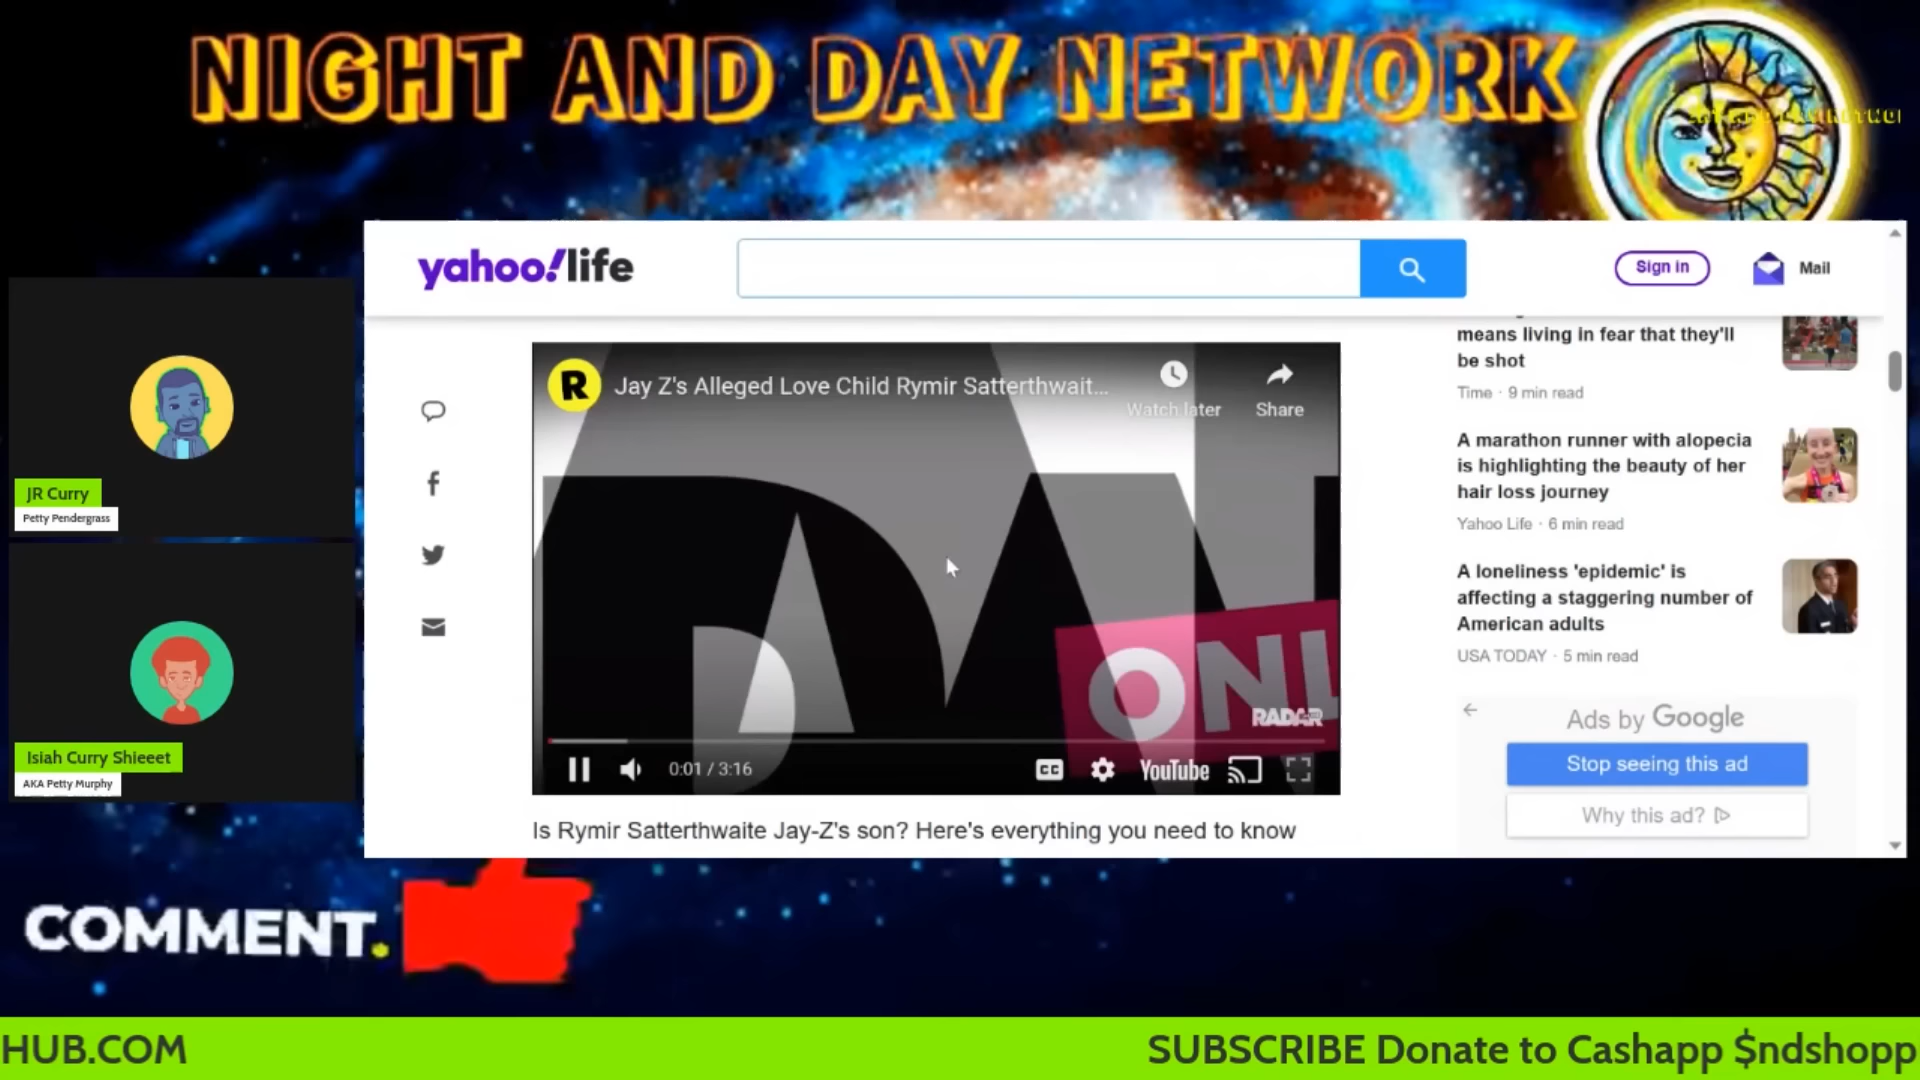 NIGHT AND DAY NETWORK
yahoo!life
Sign in
Mail
means living in fear that they'll
be shot
Time · 9 min read
A marathon runner with alopecia
is highlighting the beauty of her
hair loss journey
Yahoo Life · 6 min read
A loneliness 'epidemic' is
affecting a staggering number of
American adults
USA TODAY · 5 min read
Ads by Google
Stop seeing this ad
Why this ad?
R
Jay Z's Alleged Love Child Rymir Satterthwait...
Watch later
Share
ONL
RADAR
0:01 / 3:16
CC
YouTube
Is Rymir Satterthwaite Jay-Z's son? Here's everything you need to know
JR Curry
Petty Pendergrass
Isiah Curry Shieeet
AKA Petty Murphy
COMMENT.
HUB.COM
SUBSCRIBE Donate to Cashapp $ndshopp